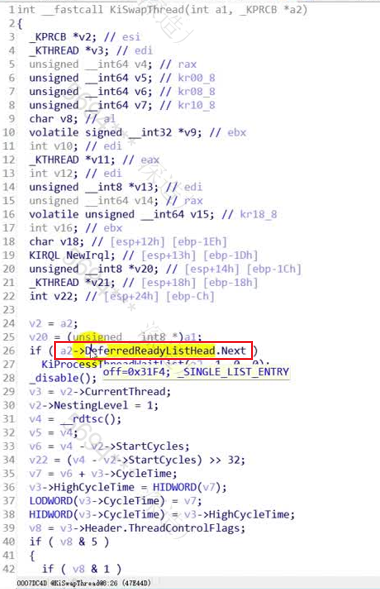 1 int __fastcall KiSwapThread(int a1, _KPRCB *a2)
2 {
3 _KPRCB *v2; // esi
4 _KTHREAD *v3; // edi
5 unsigned __int64 v4; // rax
6 unsigned __int64 v5; // kr00_8
7 unsigned __int64 v6; // kr08_8
8 unsigned __int64 v7; // kr10_8
9 char v8; // al
10 volatile signed __int32 *v9; // ebx
11 int v10; // edi
12 _KTHREAD *v11; // eax
13 int v12; // edi
14 unsigned __int8 *v13; // edi
15 unsigned __int64 v14; // rax
16 volatile unsigned __int64 v15; // kr18_8
17 int v16; // ebx
18 char v18; // [esp+12h] [ebp-1Eh]
19 KIRQL NewIrql; // [esp+13h] [ebp-1Dh]
20 unsigned __int8 *v20; // [esp+14h] [ebp-1Ch]
21 _KTHREAD *v21; // [esp+18h] [ebp-18h]
22 int v22; // [esp+24h] [ebp-Ch]
23
24 v2 = a2;
25 v20 = (unsigned __int8 *)a1;
26 if ( a2->DeferredReadyListHead.Next )
27
off=0x31F4; _SINGLE_LIST_ENTRY
28 _disable();
29 v3 = v2->CurrentThread;
30 v2->NestingLevel = 1;
31 v4 = __rdtsc();
32 v5 = v4;
33 v6 = v4 - v2->StartCycles;
34 v22 = (v4 - v2->StartCycles) >> 32;
35 v7 = v6 + v3->CycleTime;
36 v3->HighCycleTime = HIDWORD(v7);
37 LODWORD(v3->CycleTime) = v7;
38 HIDWORD(v3->CycleTime) = v3->HighCycleTime;
39 v8 = v3->Header.ThreadControlFlags;
40 if ( v8 & 5 )
41 {
42 if ( v8 & 1 )
0007DC4D @KiSwapThread@8:26 (47E44D)